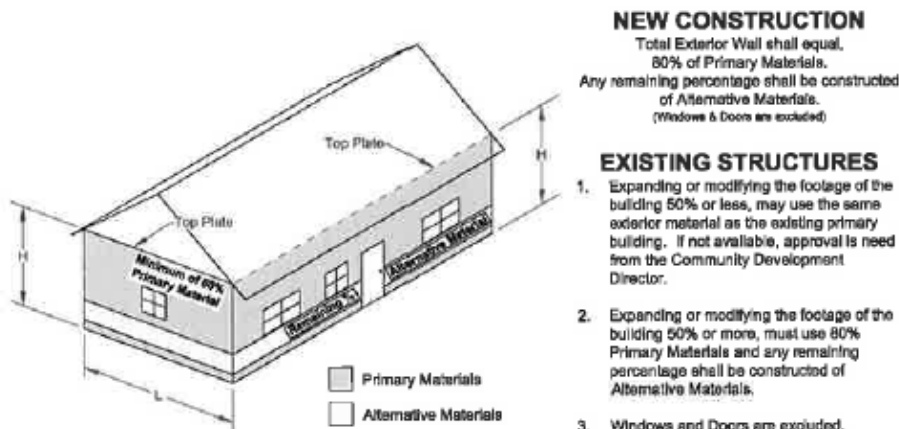 NEW CONSTRUCTION
Total Exterior Wall shall equal,
80% of Primary Materials.
Any remaining percentage shall be constructed
of Alternative Materials.
(Windows & Doors are excluded)
EXISTING STRUCTURES
1. Expanding or modifying the footage of the
building 50% or less, may use the same
exterior material as the existing primary
building. If not available, approval is need
from the Community Development
Director.
2. Expanding or modifying the footage of the
building 50% or more, must use 80%
Primary Materials and any remaining
percentage shall be constructed of
Alternative Materials.
3. Windows and Doors are excluded.
Top Plate
H
Top Plate
H
Minimum of 80%
Primary Material
Alternative Material
Remaining %
L
Primary Materials
Alternative Materials